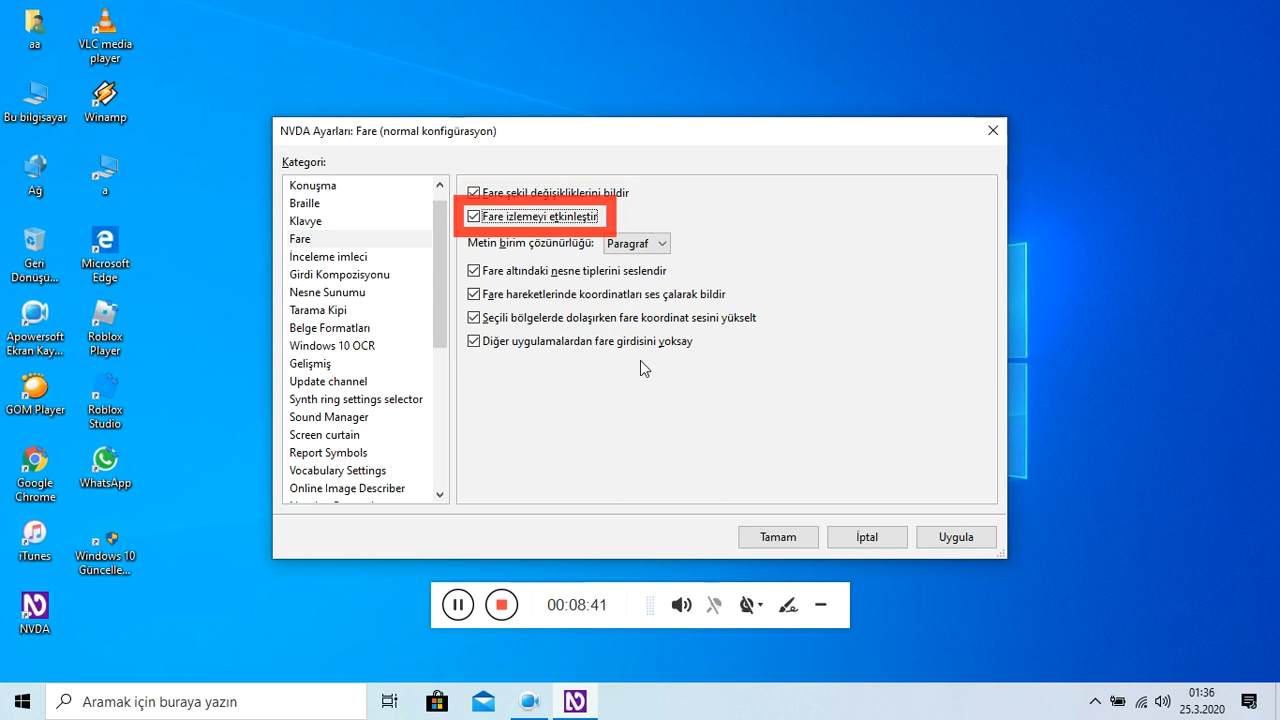 aa
VLC media
player
Bu bilgisayar
Winamp
Ağ
a
Geri
Dönüşü...
Microsoft
Edge
Apowersoft
Ekran Kay...
Roblox
Player
GOM Player
Roblox
Studio
Google
Chrome
WhatsApp
iTunes
Windows 10
Güncelle...
NVDA
NVDA Ayarları: Fare (normal konfigürasyon)
Kategori:
Konuşma
Braille
Klavye
Fare
İnceleme imleci
Girdi Kompozisyonu
Nesne Sunumu
Tarama Kipi
Belge Formatları
Windows 10 OCR
Gelişmiş
Update channel
Synth ring settings selector
Sound Manager
Screen curtain
Report Symbols
Vocabulary Settings
Online Image Describer
Fare şekil değişikliklerini bildir
Fare izlemeyi etkinleştir
Metin birim çözünürlüğü: Paragraf
Fare altındaki nesne tiplerini seslendir
Fare hareketlerinde koordinatları ses çalarak bildir
Seçili bölgelerde dolaşırken fare koordinat sesini yükselt
Diğer uygulamalardan fare girdisini yoksay
Tamam
İptal
Uygula
00:08:41
Aramak için buraya yazın
01:36
25.3.2020